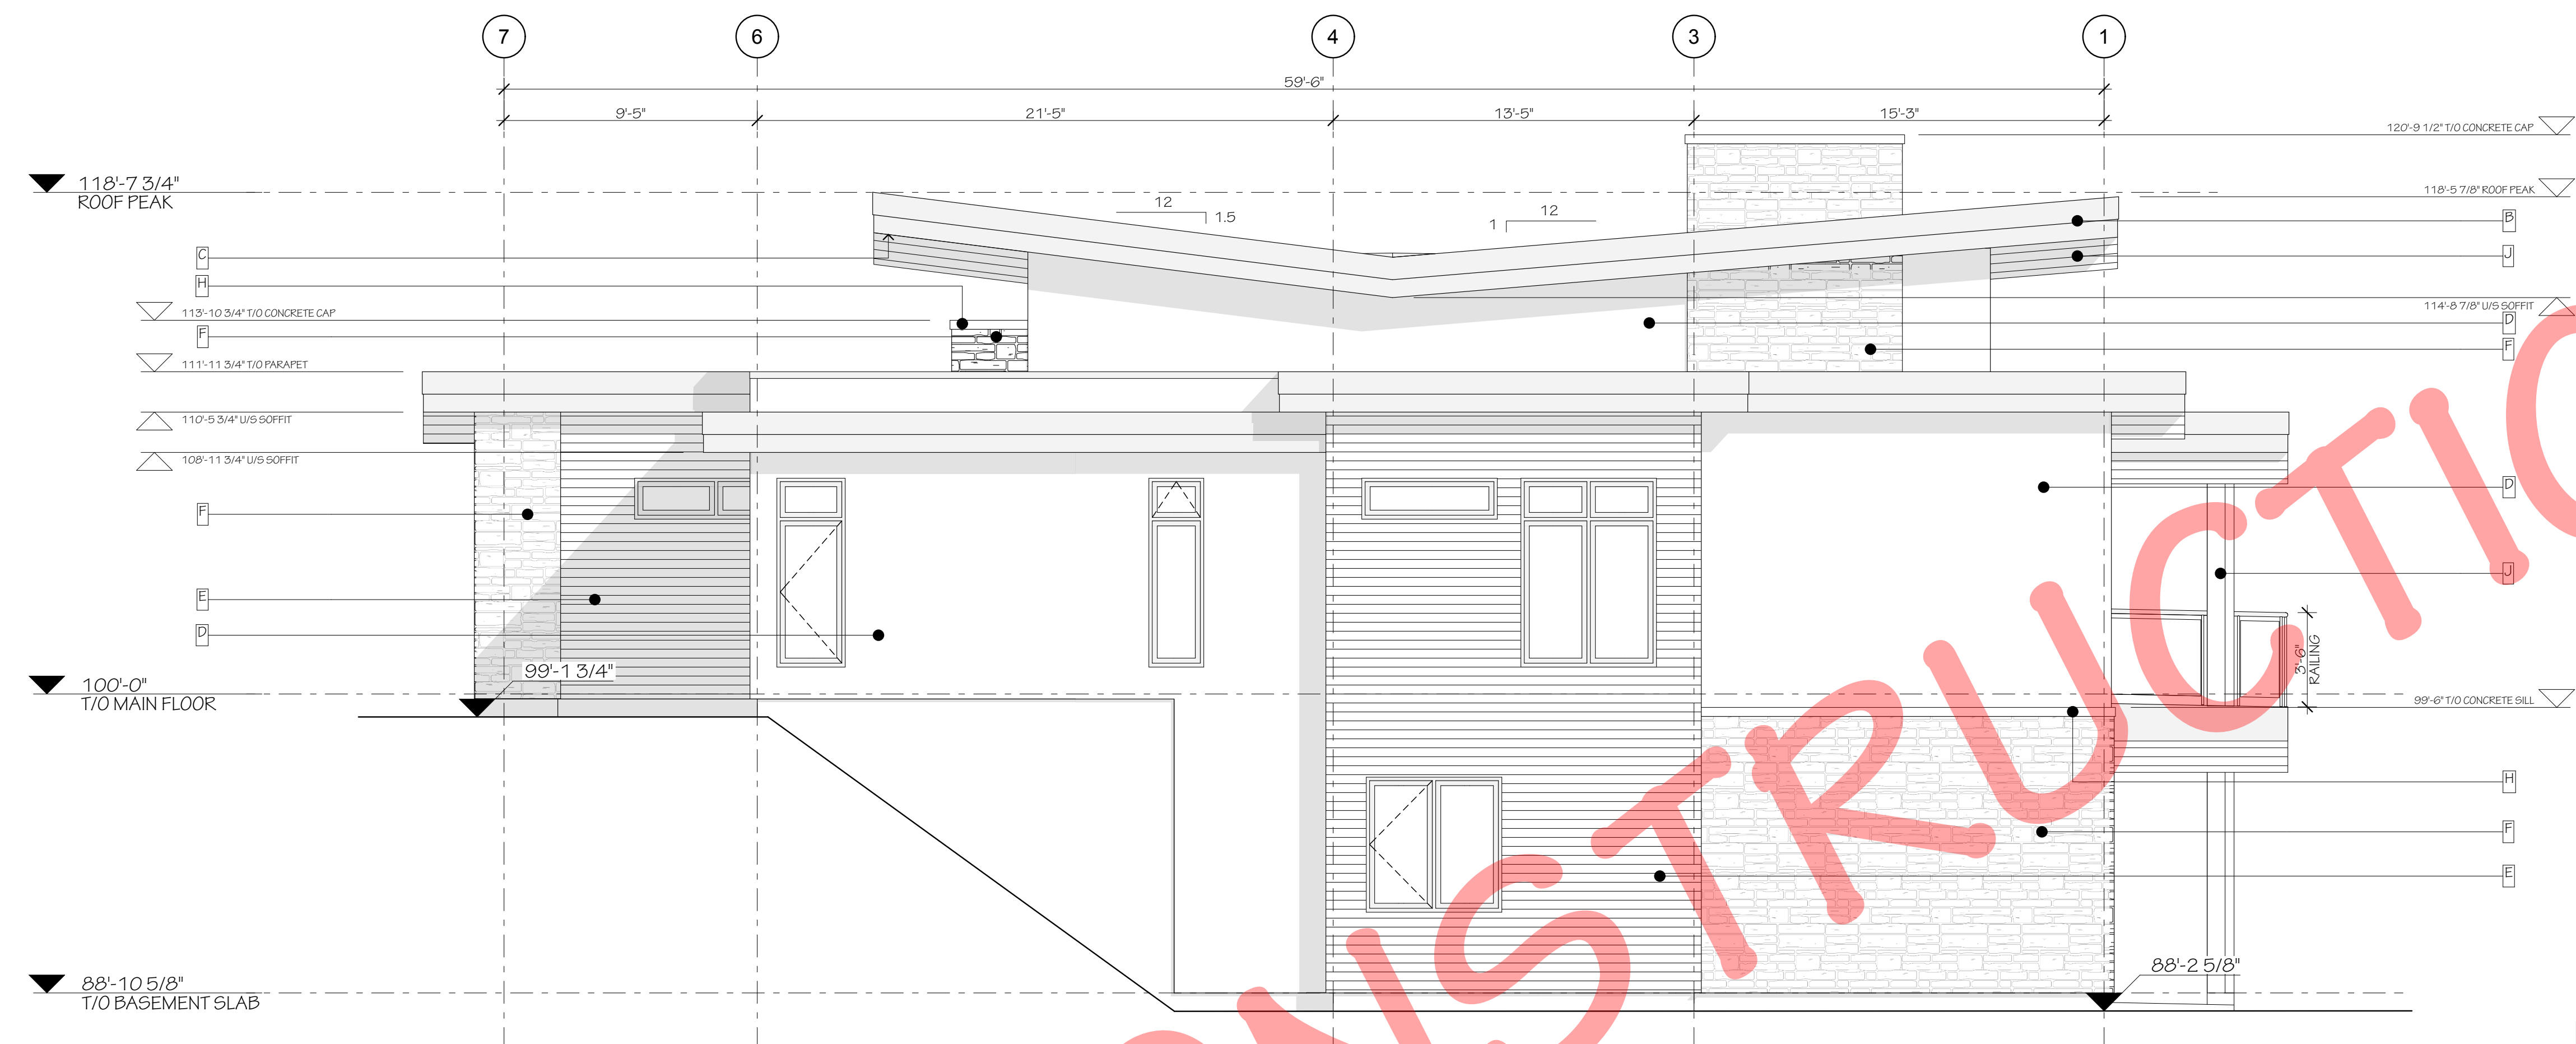 7 6 4 3 1
59'-6"
9'-5" 21'-5" 13'-5" 15'-3"
120'-9 1/2" T/O CONCRETE CAP
118'-7 3/4"
ROOF PEAK
118'-5 7/8" ROOF PEAK
12
1.5
12
1
B
C
J
H
113'-10 3/4" T/O CONCRETE CAP
114'-8 7/8" U/S SOFFIT
D
F
F
111'-11 3/4" T/O PARAPET
110'-5 3/4" U/S SOFFIT
108'-11 3/4" U/S SOFFIT
D
F
J
E
D
3'-6"
RAILING
99'-1 3/4"
100'-0"
T/O MAIN FLOOR
99'-6" T/O CONCRETE SILL
H
F
E
88'-2 5/8"
88'-10 5/8"
T/O BASEMENT SLAB
NSTRUCTIO